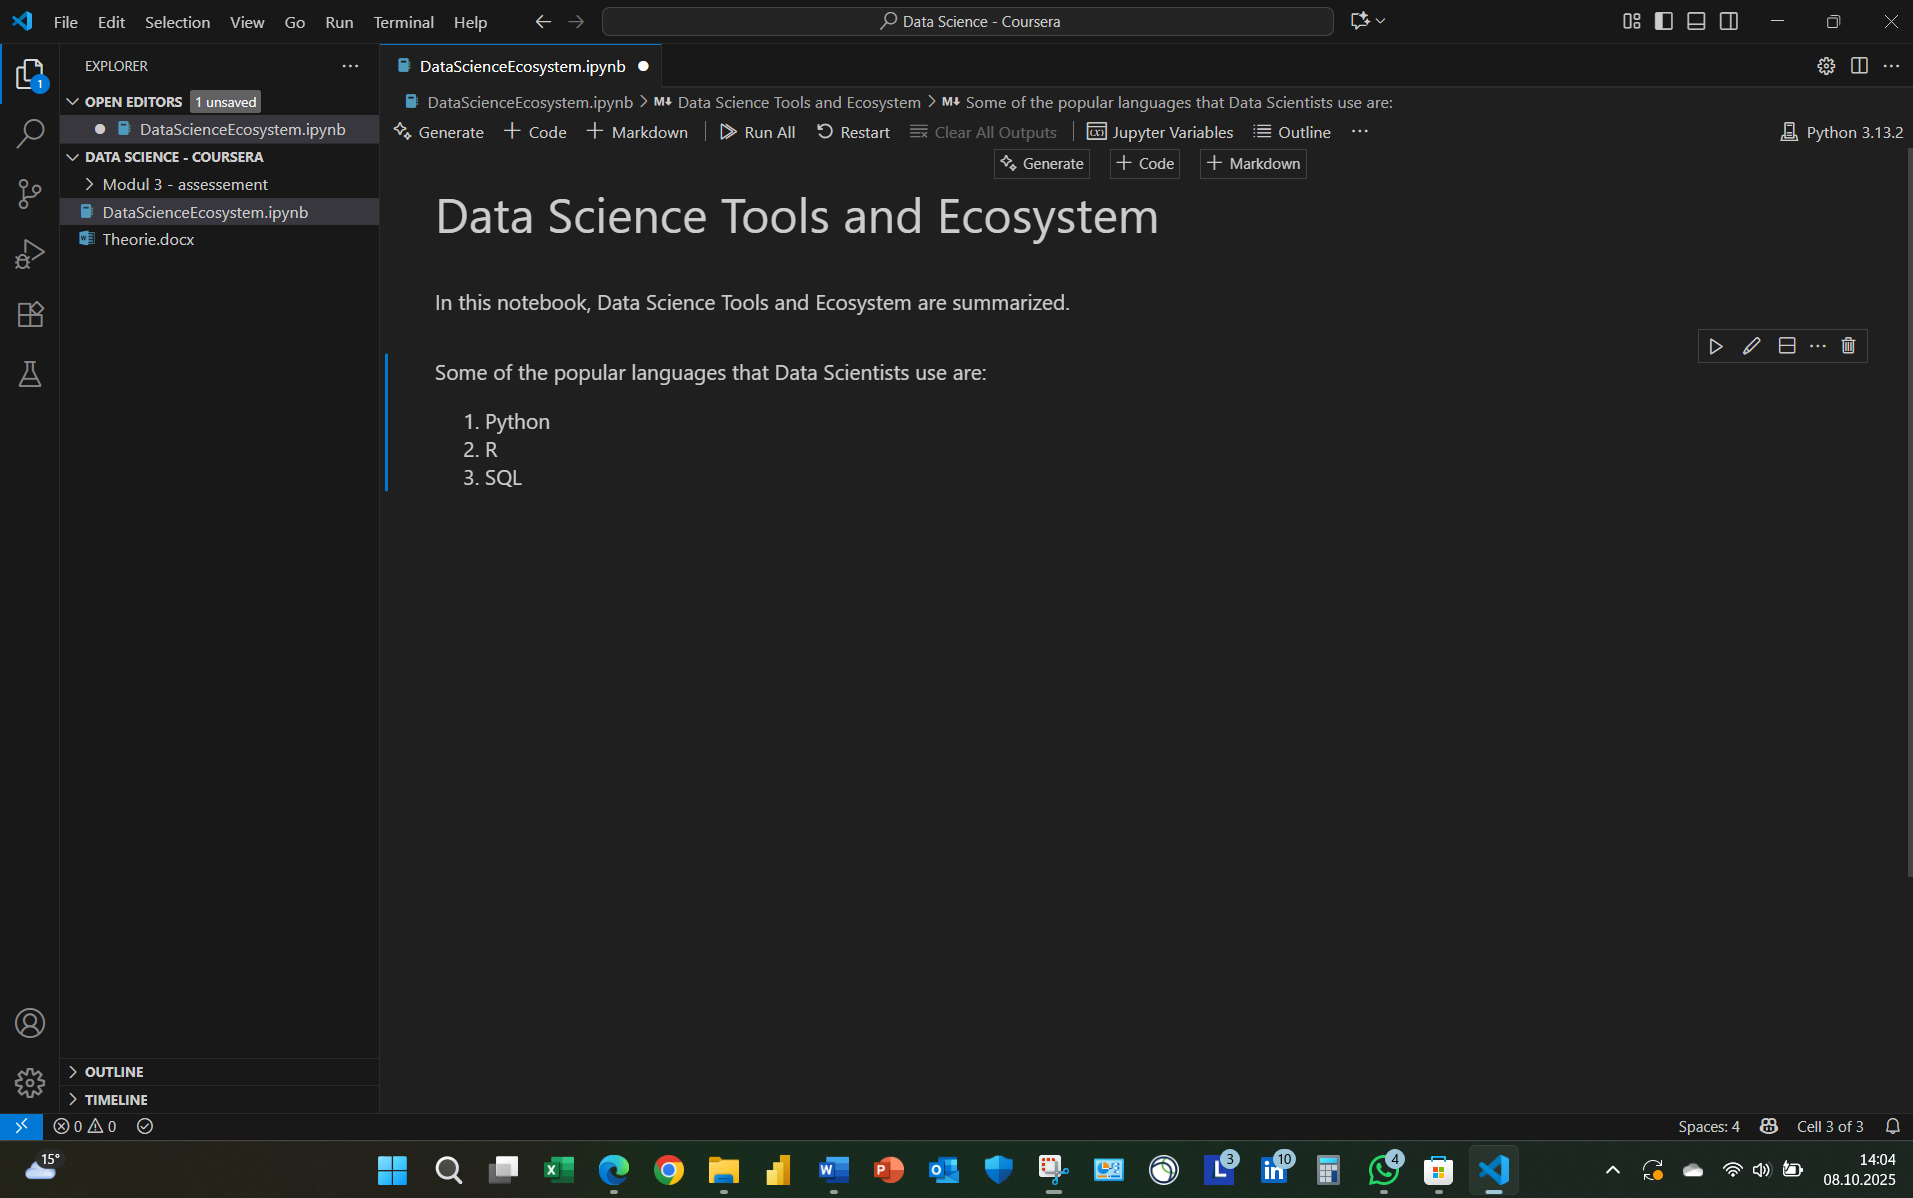 File Edit Selection View Go Run Terminal Help Data Science - Coursera
EXPLORER
OPEN EDITORS 1 unsaved
DataScienceEcosystem.ipynb
DATA SCIENCE - COURSERA
Modul 3 - assessement
DataScienceEcosystem.ipynb
Theorie.docx
OUTLINE
TIMELINE
1
DataScienceEcosystem.ipynb
DataScienceEcosystem.ipynb > M↓ Data Science Tools and Ecosystem > M↓ Some of the popular languages that Data Scientists use are:
Generate + Code + Markdown Run All Restart Clear All Outputs Jupyter Variables Outline ... Python 3.13.2
Generate + Code + Markdown
Data Science Tools and Ecosystem
In this notebook, Data Science Tools and Ecosystem are summarized.
Some of the popular languages that Data Scientists use are:
1. Python
2. R
3. SQL
0 0 Spaces: 4 Cell 3 of 3
15° 3 10 4 14:04
08.10.2025